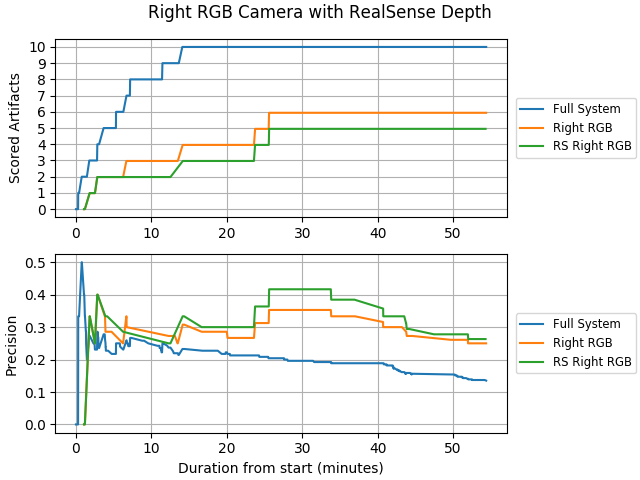 Right RGB Camera with RealSense Depth
Scored Artifacts
10
9
8
7
6
5
4
3
2
1
0
0 10 20 30 40 50
Full System
Right RGB
RS Right RGB
Precision
0.5
0.4
0.3
0.2
0.1
0.0
0 10 20 30 40 50
Duration from start (minutes)
Full System
Right RGB
RS Right RGB